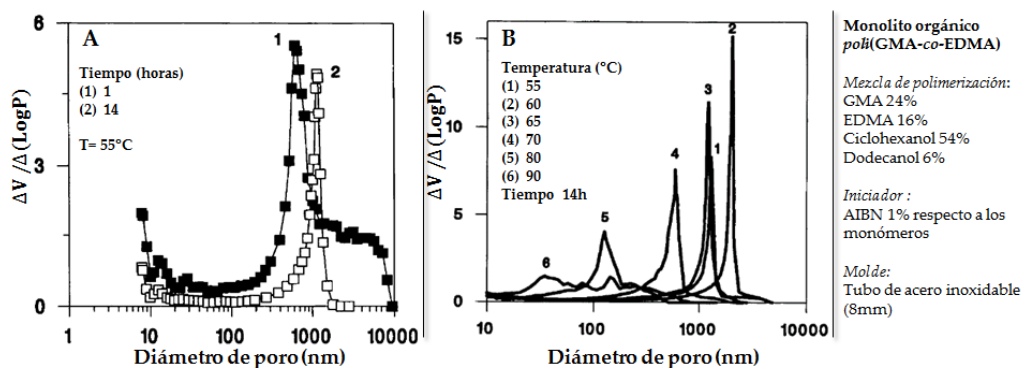 A
Tiempo (horas)
(1) 1
(2) 14
T= 55°C
1
2
6
3
0
ΔV /Δ (LogP)
1
10
100
1000
10000
Diámetro de poro (nm)
B
Temperatura (°C)
(1) 55
(2) 60
(3) 65
(4) 70
(5) 80
(6) 90
Tiempo 14h
2
3
1
4
5
6
15
10
5
0
ΔV /Δ (LogP)
10
100
1000
10000
Diámetro de poro (nm)
Monolito orgánico
poli(GMA-co-EDMA)
Mezcla de polimerización:
GMA 24%
EDMA 16%
Ciclohexanol 54%
Dodecanol 6%
Iniciador :
AIBN 1% respecto a los
monómeros
Molde:
Tubo de acero inoxidable
(8mm)